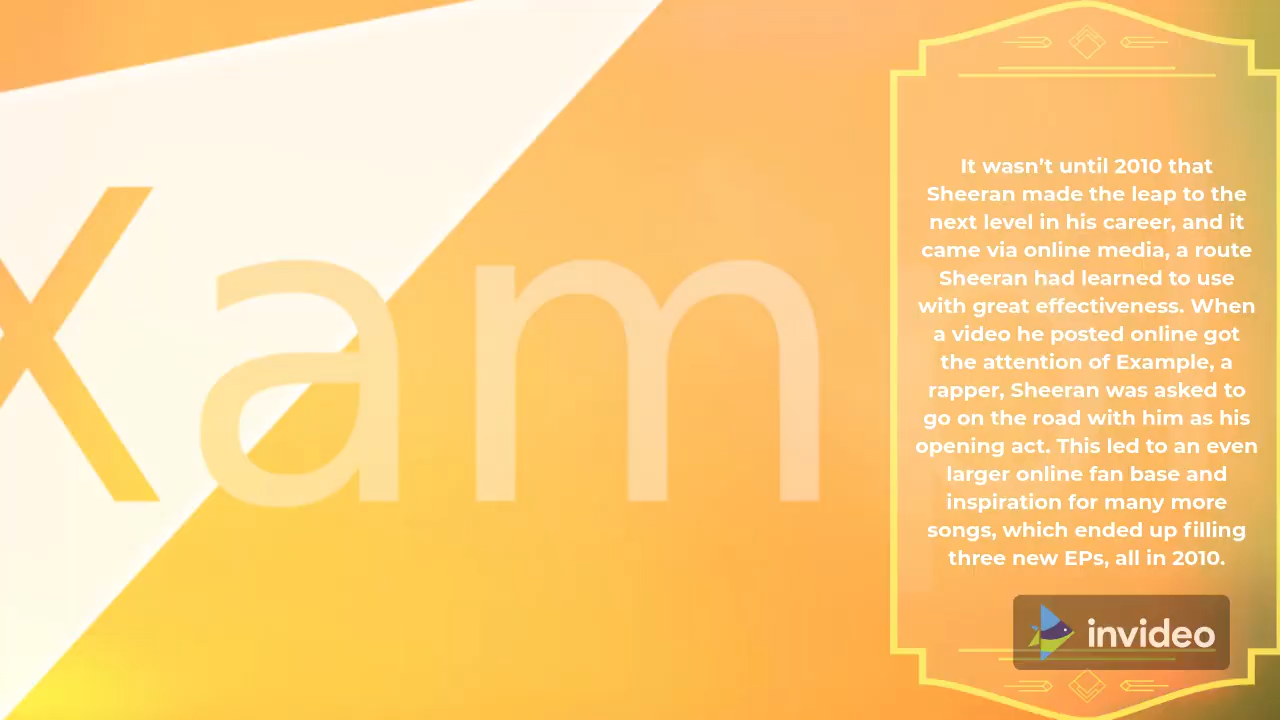 xam
It wasn’t until 2010 that
Sheeran made the leap to the
next level in his career, and it
came via online media, a route
Sheeran had learned to use
with great effectiveness. When
a video he posted online got
the attention of Example, a
rapper, Sheeran was asked to
go on the road with him as his
opening act. This led to an even
larger online fan base and
inspiration for many more
songs, which ended up filling
three new EPs, all in 2010.
invideo